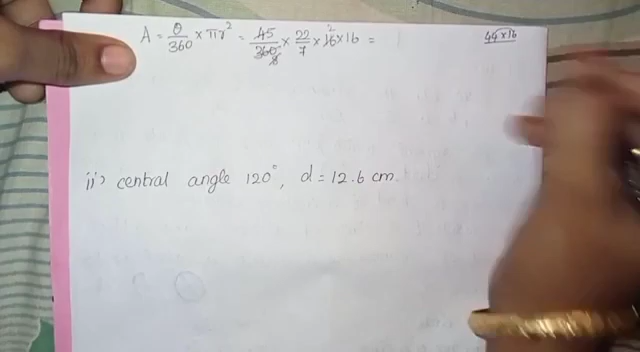 A = θ/360 × πr² = 45/360 8 × 22/7 × 16 2 × 16 =
44×16
ii) central angle 120°, d = 12.6 cm.